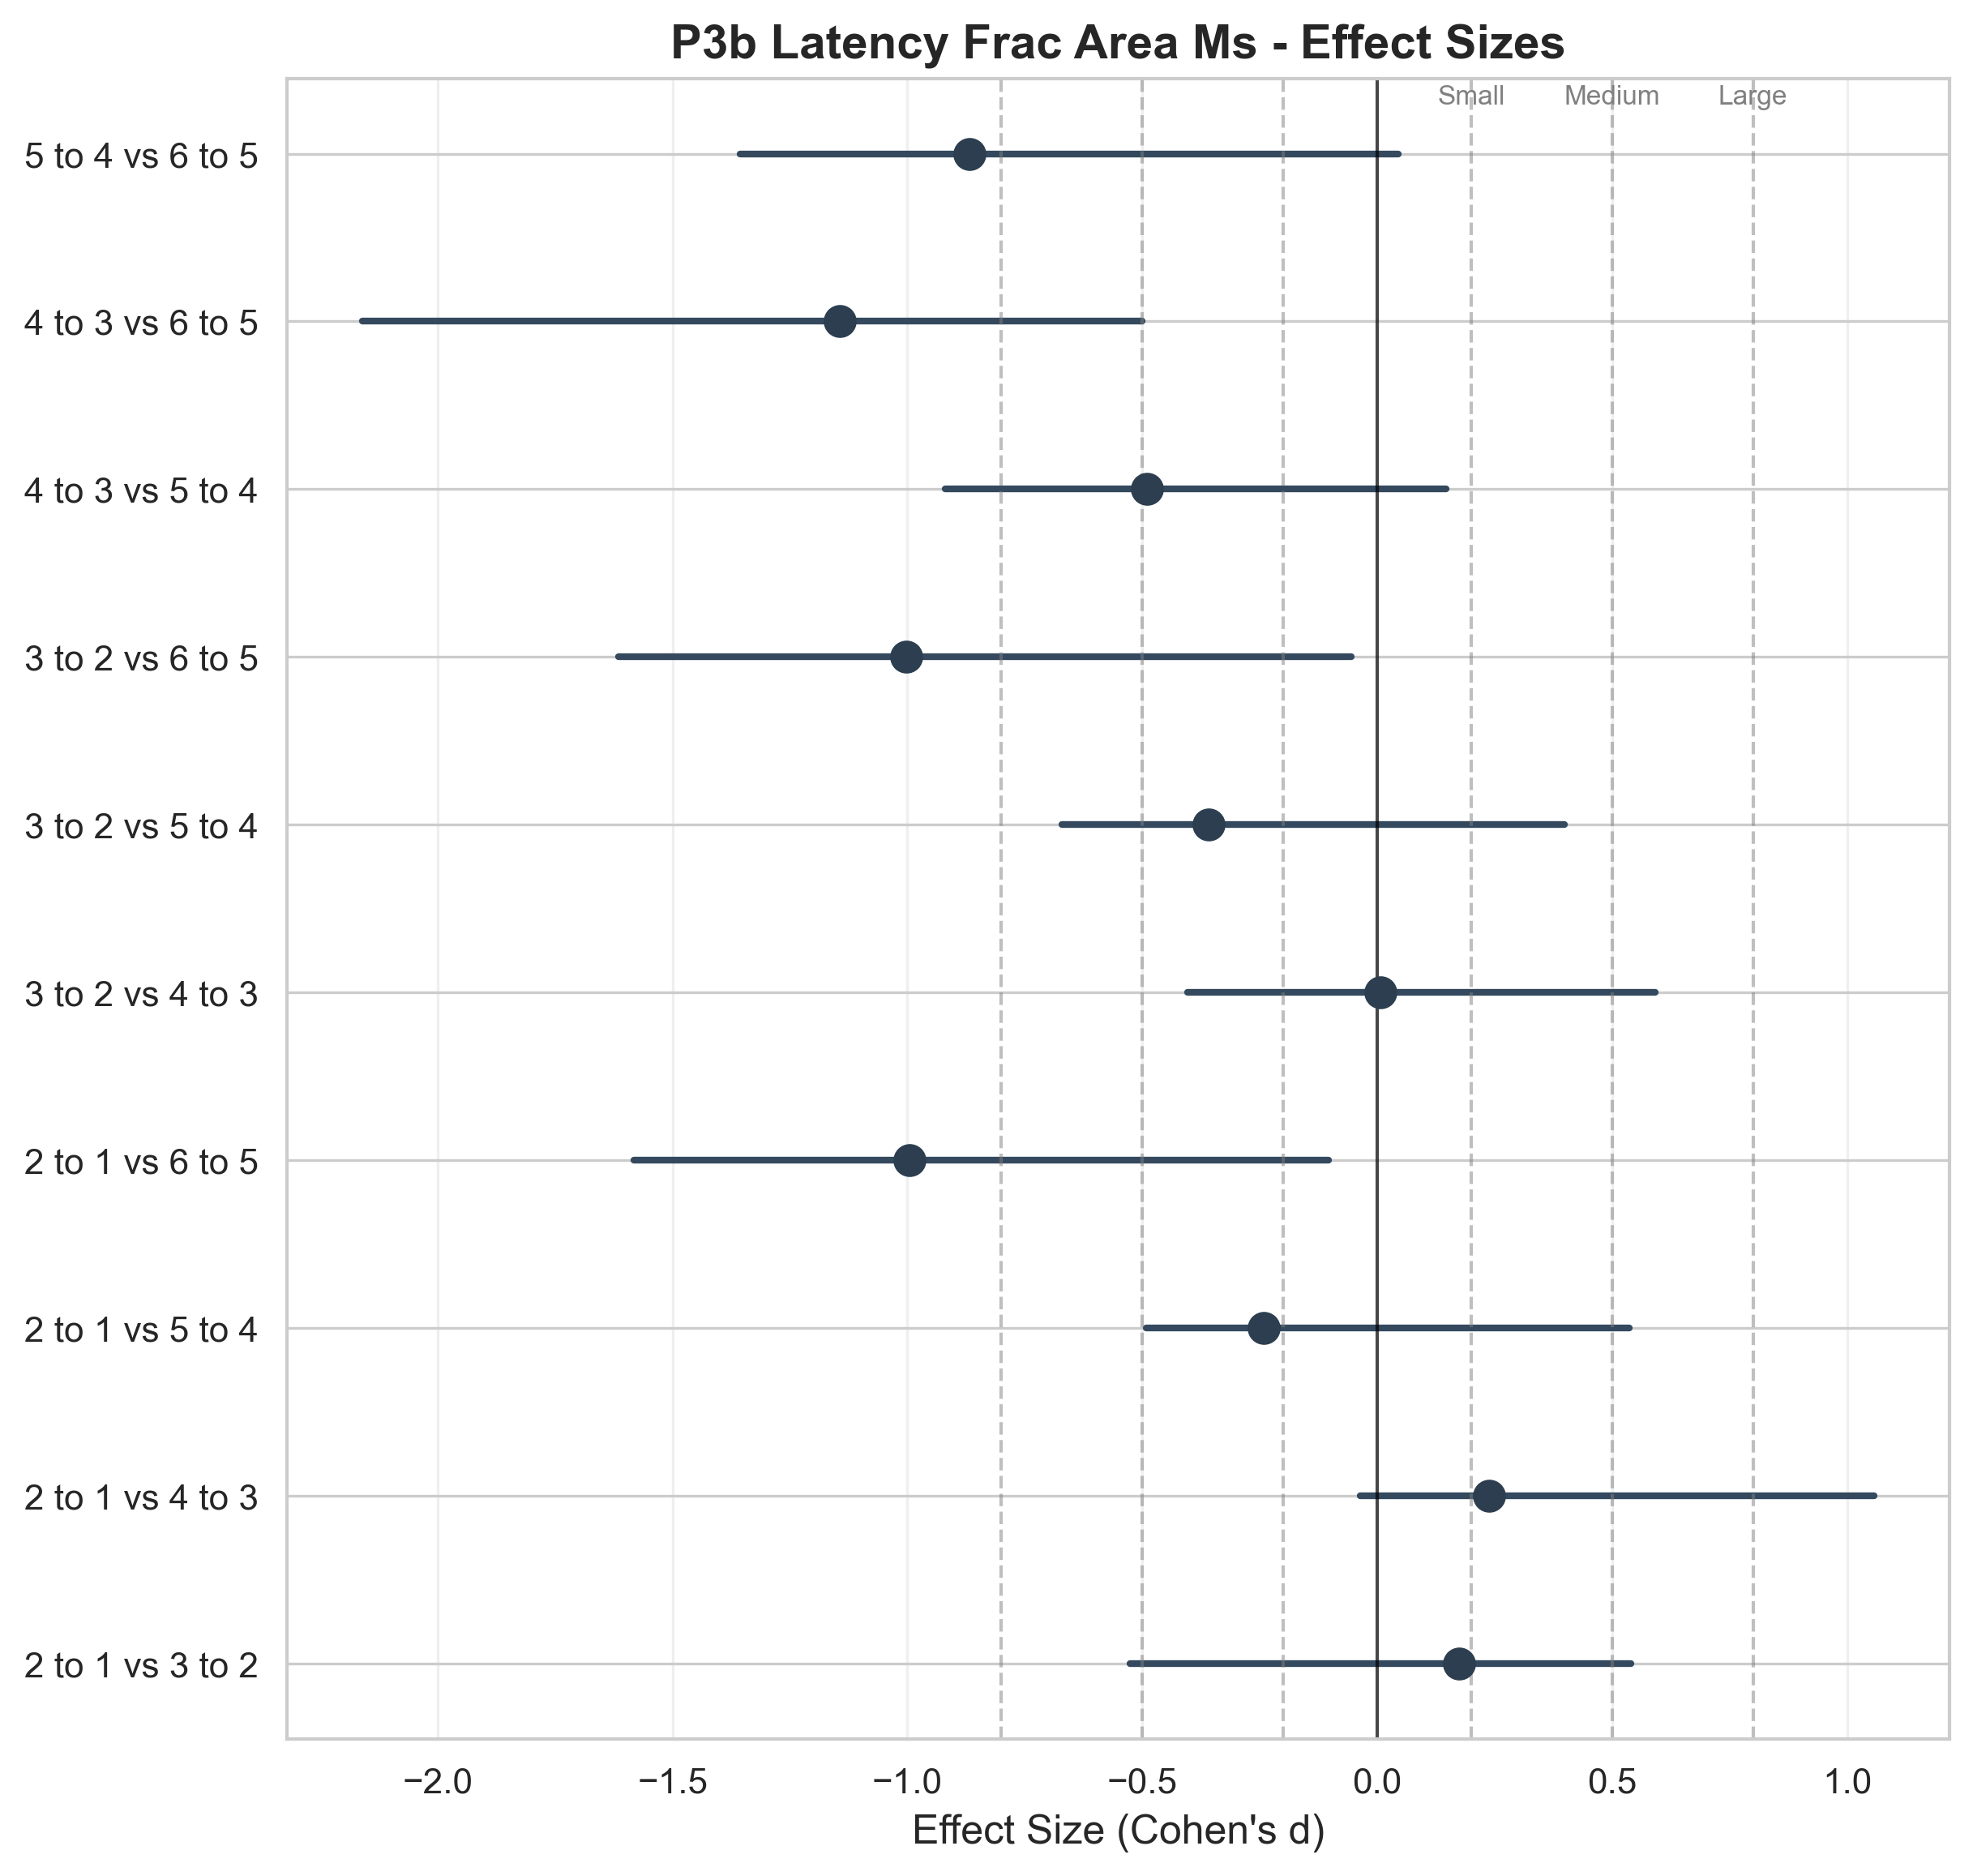 P3b Latency Frac Area Ms - Effect Sizes
Small Medium Large
5 to 4 vs 6 to 5
4 to 3 vs 6 to 5
4 to 3 vs 5 to 4
3 to 2 vs 6 to 5
3 to 2 vs 5 to 4
3 to 2 vs 4 to 3
2 to 1 vs 6 to 5
2 to 1 vs 5 to 4
2 to 1 vs 4 to 3
2 to 1 vs 3 to 2
−2.0 −1.5 −1.0 −0.5 0.0 0.5 1.0
Effect Size (Cohen's d)